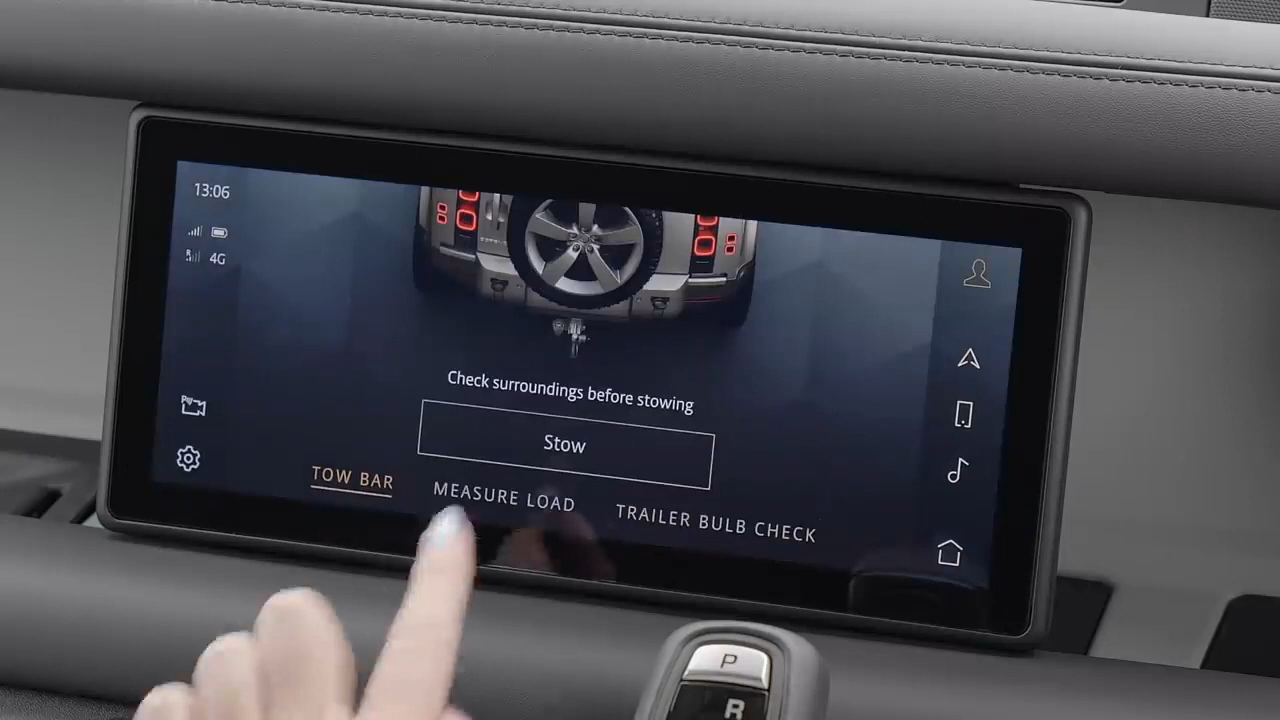 13:06
4G
Check surroundings before stowing
Stow
TOW BAR
MEASURE LOAD
TRAILER BULB CHECK
P
R